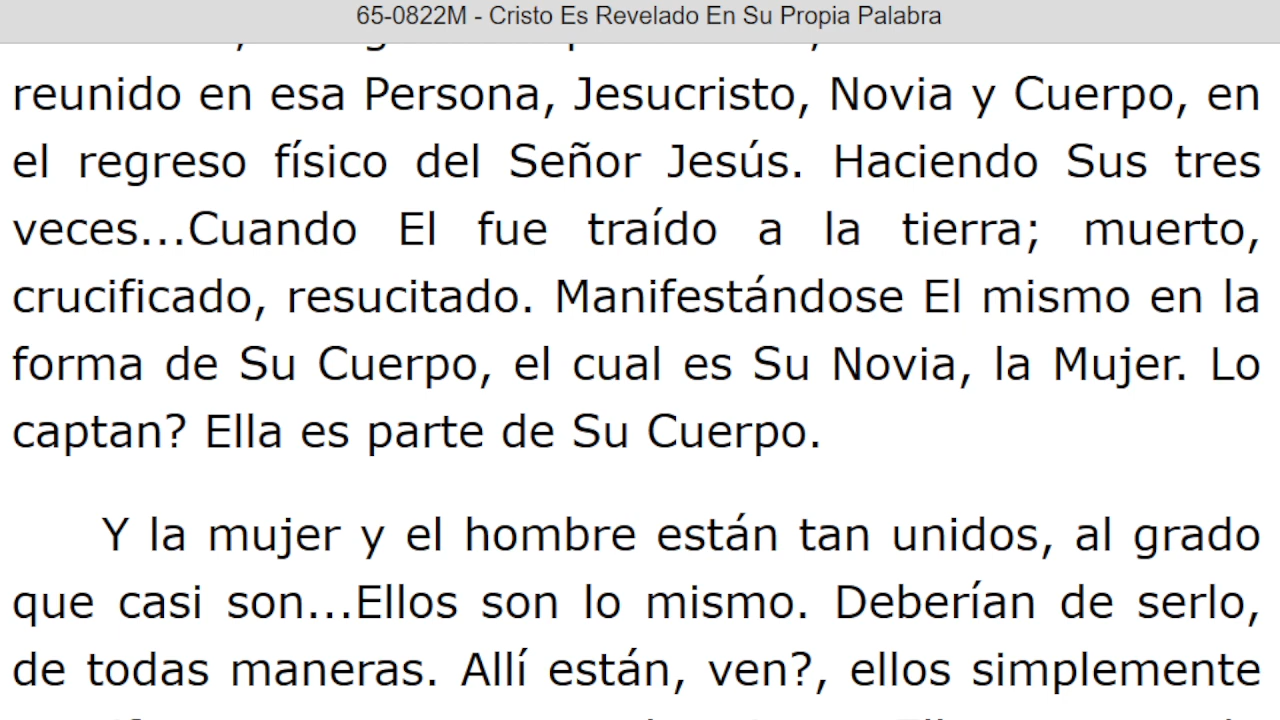 65-0822M - Cristo Es Revelado En Su Propia Palabra
reunido en esa Persona, Jesucristo, Novia y Cuerpo, en
el regreso físico del Señor Jesús. Haciendo Sus tres
veces...Cuando El fue traído a la tierra; muerto,
crucificado, resucitado. Manifestándose El mismo en la
forma de Su Cuerpo, el cual es Su Novia, la Mujer. Lo
captan? Ella es parte de Su Cuerpo.
Y la mujer y el hombre están tan unidos, al grado
que casi son...Ellos son lo mismo. Deberían de serlo,
de todas maneras. Allí están, ven?, ellos simplemente